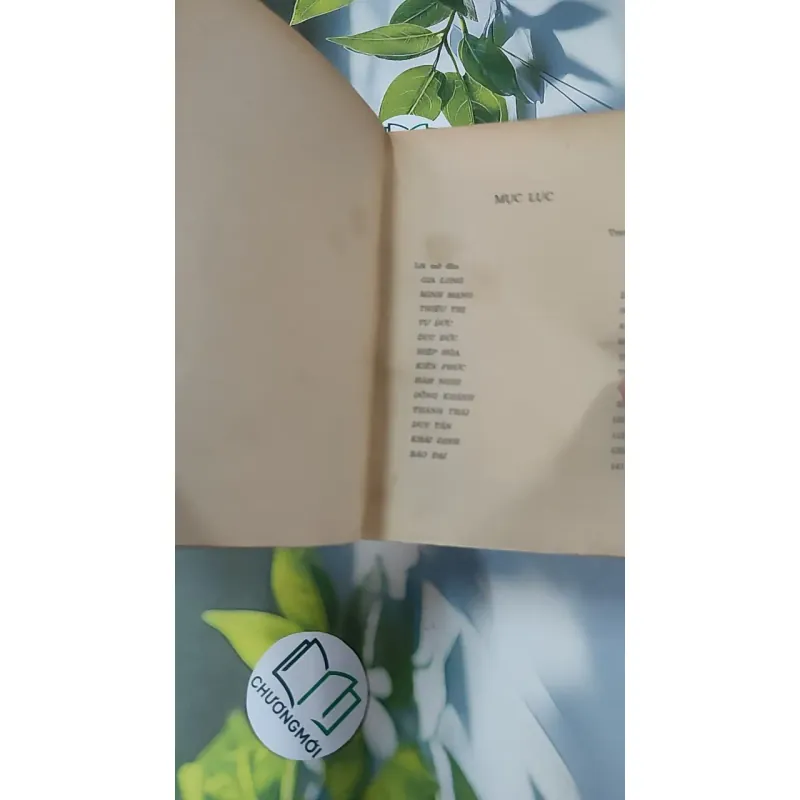 MỤC LỤC
Lời mở đầu
GIA LONG
MINH MẠNG
THIỆU TRỊ
TỰ ĐỨC
DỤC ĐỨC
HIỆP HÒA
KIẾN PHÚC
HÀM NGHI
ĐỒNG KHÁNH
THÀNH THÁI
DUY TÂN
KHẢI ĐỊNH
BẢO ĐẠI
CHƯƠNGMỚI